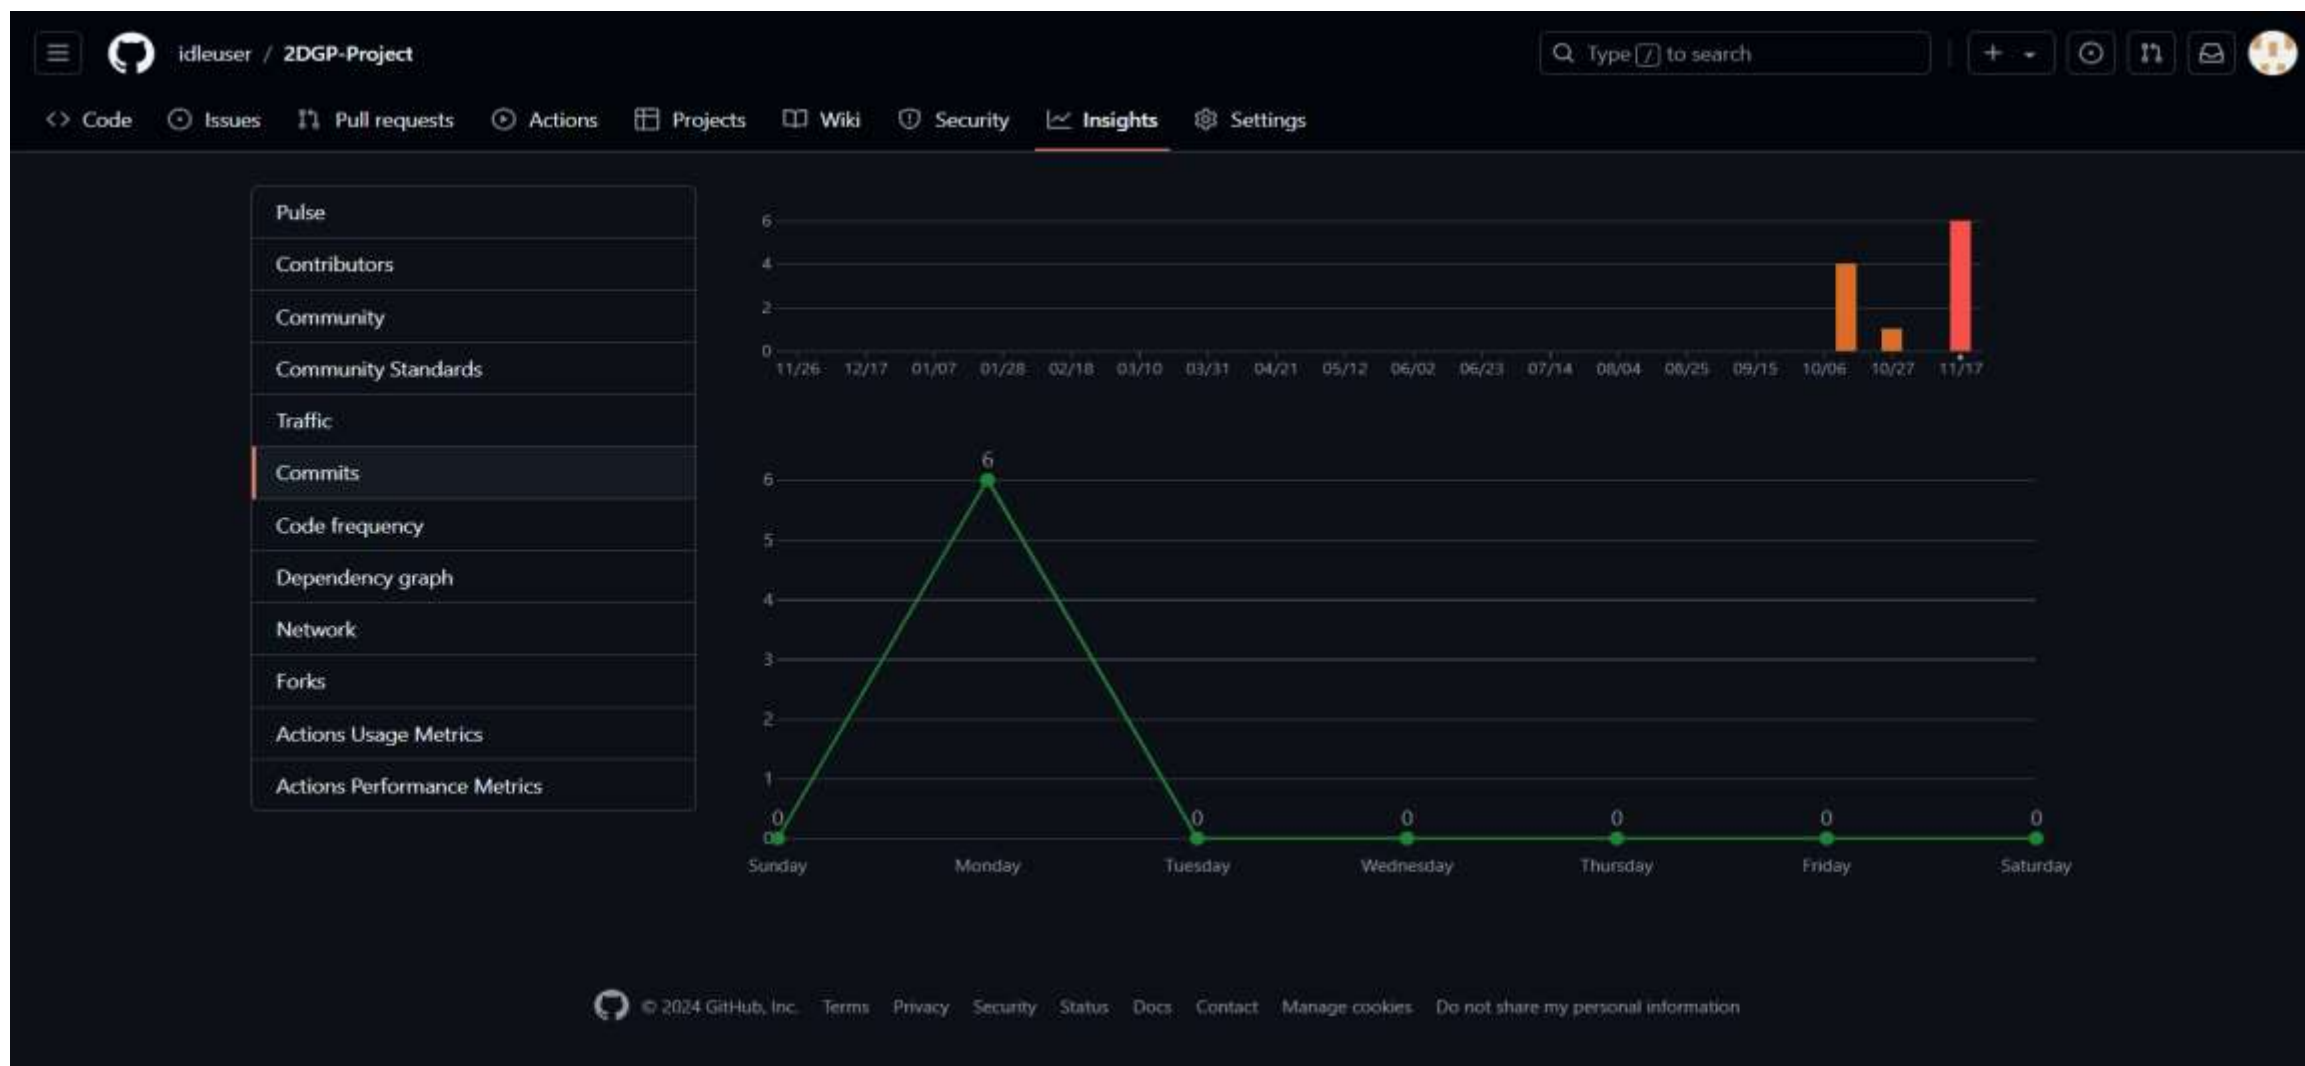 idleuser / 2DGP-Project
Type / to search
Code Issues Pull requests Actions Projects Wiki Security Insights Settings
Pulse
Contributors
Community
Community Standards
Traffic
Commits
Code frequency
Dependency graph
Network
Forks
Actions Usage Metrics
Actions Performance Metrics
6
4
2
0
11/26 12/17 01/07 01/28 02/18 03/10 03/31 04/21 05/12 06/02 06/23 07/14 08/04 08/25 09/15 10/06 10/27 11/17
6
6
5
4
3
2
1
0 0 0 0 0 0
0
Sunday Monday Tuesday Wednesday Thursday Friday Saturday
© 2024 GitHub, Inc. Terms Privacy Security Status Docs Contact Manage cookies Do not share my personal information